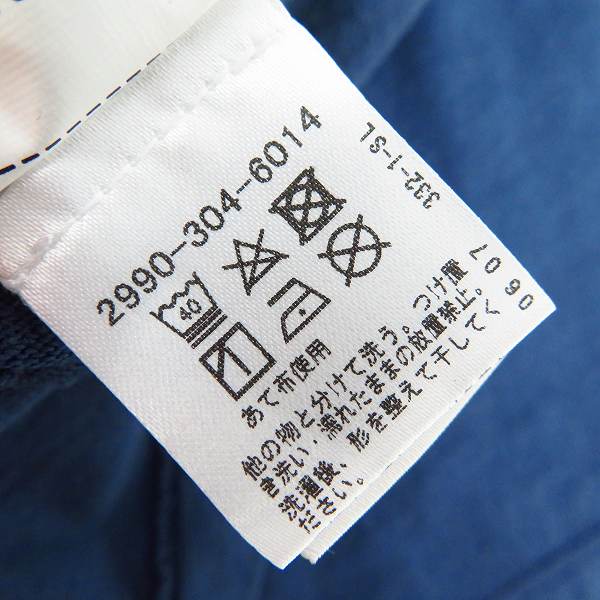 2990-304-6014
40
あて布使用
他の物と分けて洗う。つけ置
き洗い・濡れたままの放置禁止。
洗濯後、形を整えて干してく
ださい。
332-1-SL